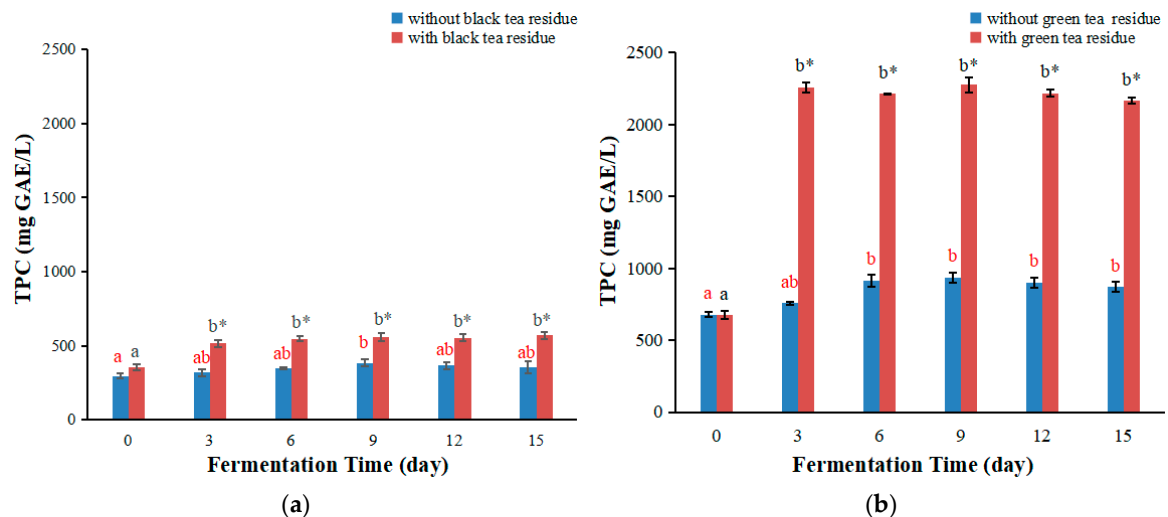 without black tea residue
with black tea residue
TPC (mg GAE/L)
2500
2000
1500
1000
500
0
a a
ab b*
ab b*
b b*
ab b*
ab b*
0 3 6 9 12 15
Fermentation Time (day)
(a)
without green tea residue
with green tea residue
TPC (mg GAE/L)
2500
2000
1500
1000
500
0
a a
ab b*
b b*
b b*
b b*
b b*
0 3 6 9 12 15
Fermentation Time (day)
(b)